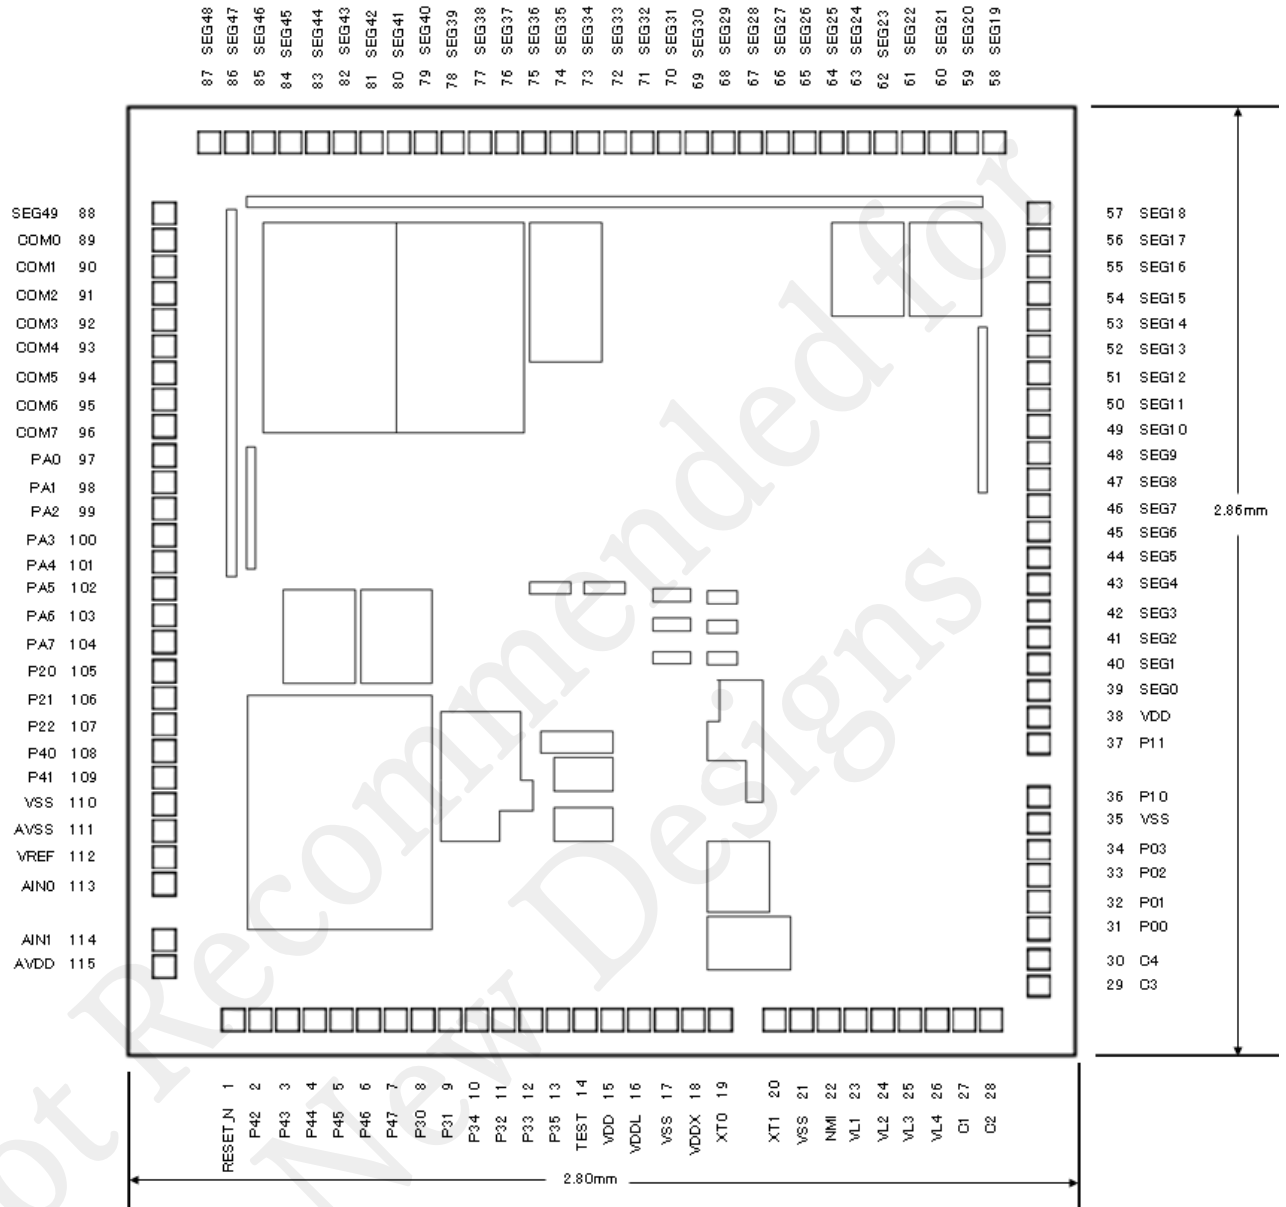 87 SEG48
86 SEG47
85 SEG46
84 SEG45
83 SEG44
82 SEG43
81 SEG42
80 SEG41
79 SEG40
78 SEG39
77 SEG38
76 SEG37
75 SEG36
74 SEG35
73 SEG34
72 SEG33
71 SEG32
70 SEG31
69 SEG30
68 SEG29
67 SEG28
66 SEG27
65 SEG26
64 SEG25
63 SEG24
62 SEG23
61 SEG22
60 SEG21
59 SEG20
58 SEG19
SEG49 88
COM0 89
COM1 90
COM2 91
COM3 92
COM4 93
COM5 94
COM6 95
COM7 96
PA0 97
PA1 98
PA2 99
PA3 100
PA4 101
PA5 102
PA6 103
PA7 104
P20 105
P21 106
P22 107
P40 108
P41 109
VSS 110
AVSS 111
VREF 112
AIN0 113
AIN1 114
AVDD 115
57 SEG18
56 SEG17
55 SEG16
54 SEG15
53 SEG14
52 SEG13
51 SEG12
50 SEG11
49 SEG10
48 SEG9
47 SEG8
46 SEG7
45 SEG6
44 SEG5
43 SEG4
42 SEG3
41 SEG2
40 SEG1
39 SEG0
38 VDD
37 P11
36 P10
35 VSS
34 P03
33 P02
32 P01
31 P00
30 C4
29 C3
2.86mm
RESET_N 1
P42 2
P43 3
P44 4
P45 5
P46 6
P47 7
P30 8
P31 9
P34 10
P32 11
P33 12
P35 13
TEST 14
VDD 15
VDDL 16
VSS 17
VDDX 18
XT0 19
XT1 20
VSS 21
NMI 22
VL1 23
VL2 24
VL3 25
VL4 26
C1 27
C2 28
2.80mm
Not Recommended for
New Designs